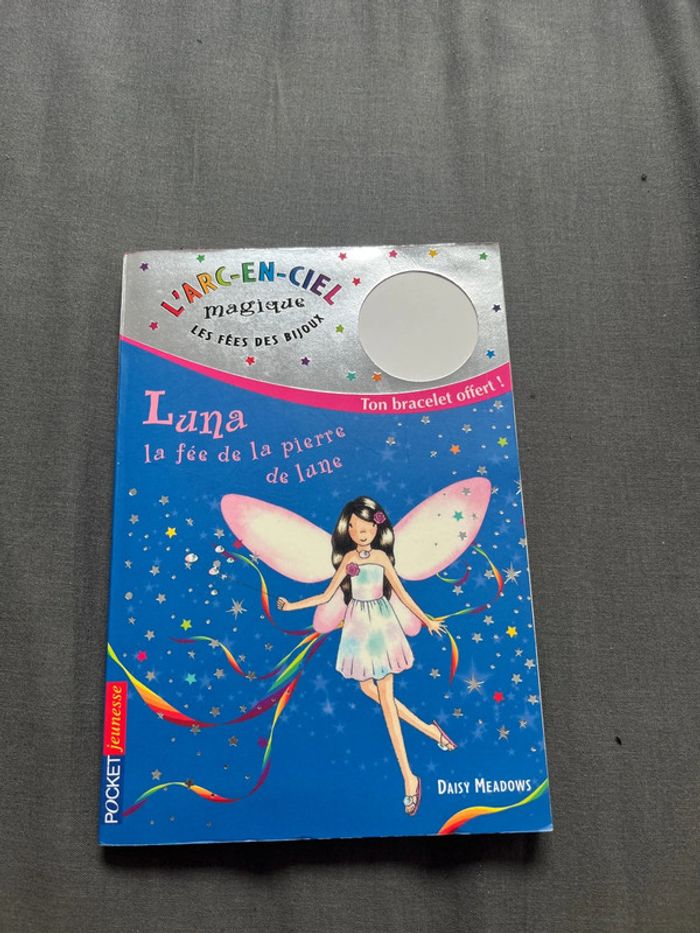 L'ARC-EN-CIEL
magique
LES FÉES DES BIJOUX
Ton bracelet offert !
Luna
la fée de la pierre
de lune
POCKET jeunesse
DAISY MEADOWS